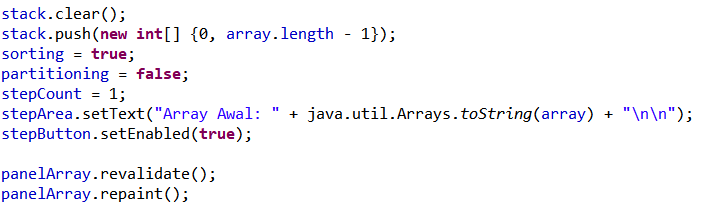 stack.clear();
stack.push(new int[] {0, array.length - 1});
sorting = true;
partitioning = false;
stepCount = 1;
stepArea.setText("Array Awal: " + java.util.Arrays.toString(array) + "\n\n");
stepButton.setEnabled(true);
panelArray.revalidate();
panelArray.repaint();